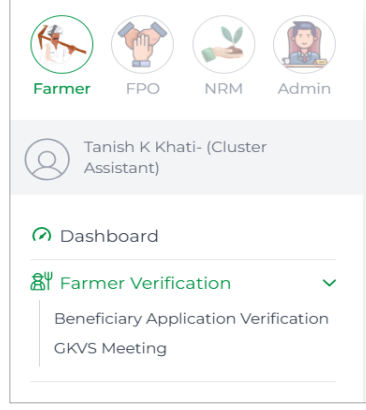 Farmer FPO NRM Admin
Tanish K Khati- (Cluster
Assistant)
Dashboard
Farmer Verification
Beneficiary Application Verification
GKVS Meeting